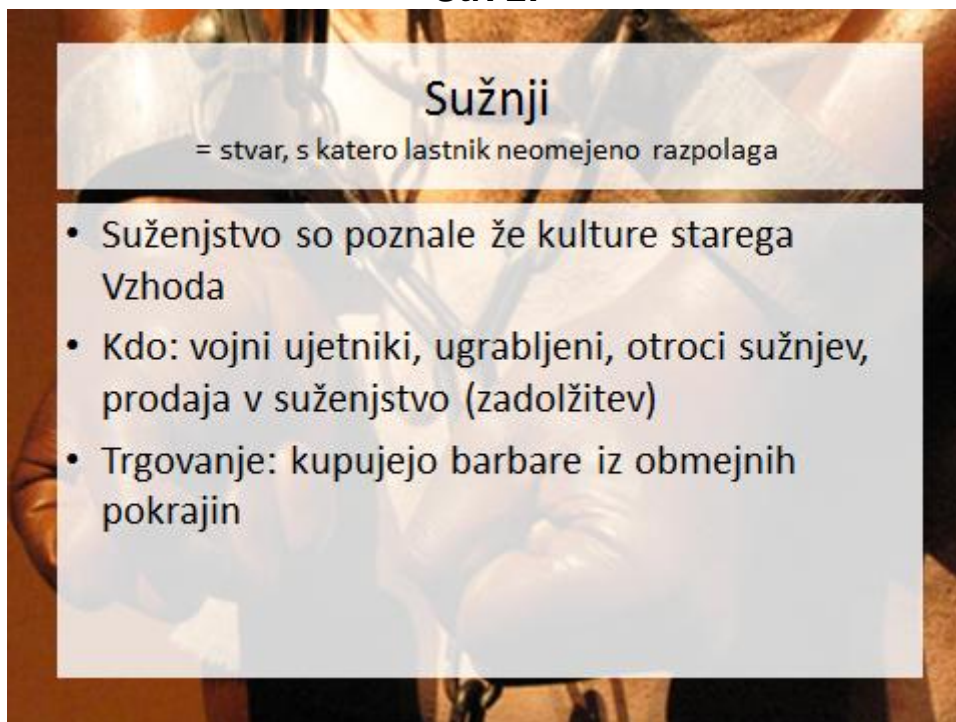 Sužnji
= stvar, s katero lastnik neomejeno razpolaga
• Suženjstvo so poznale že kulture starega
Vzhoda
• Kdo: vojni ujetniki, ugrabljeni, otroci sužnjev,
prodaja v suženjstvo (zadolžitev)
• Trgovanje: kupujejo barbare iz obmejnih
pokrajin